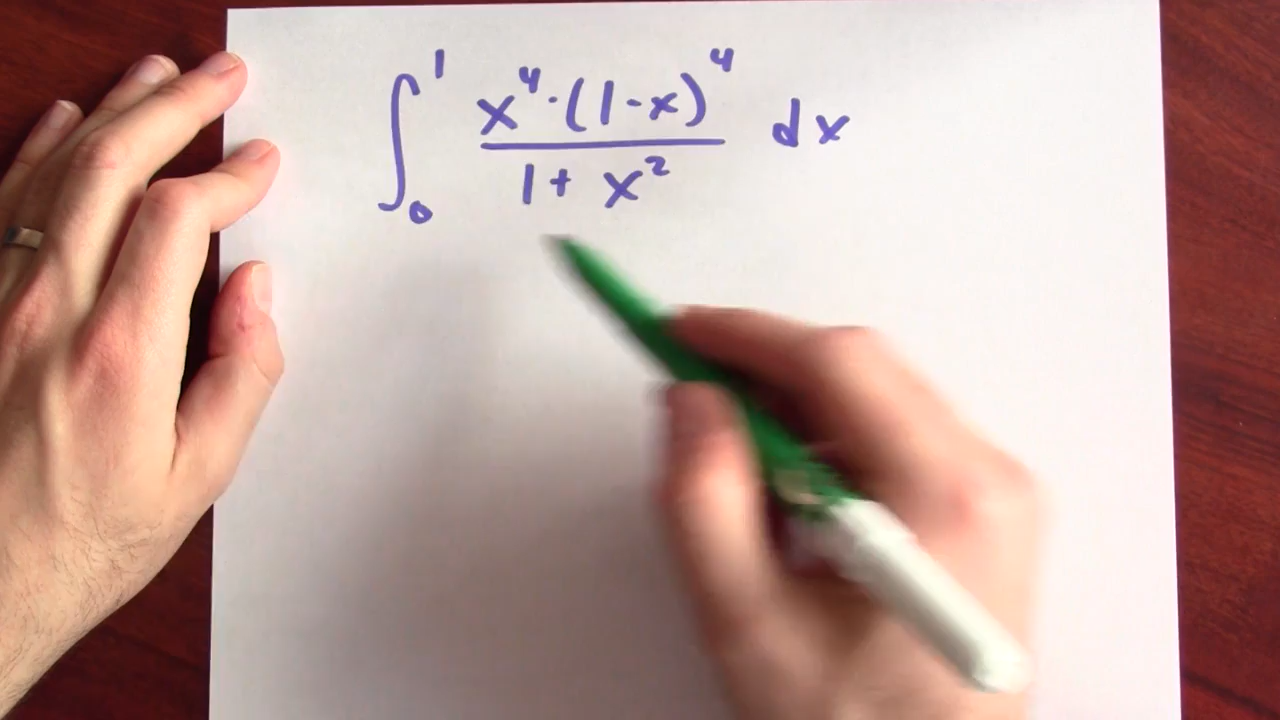 ∫₀¹ x⁴·(1-x)⁴ / 1+x² dx